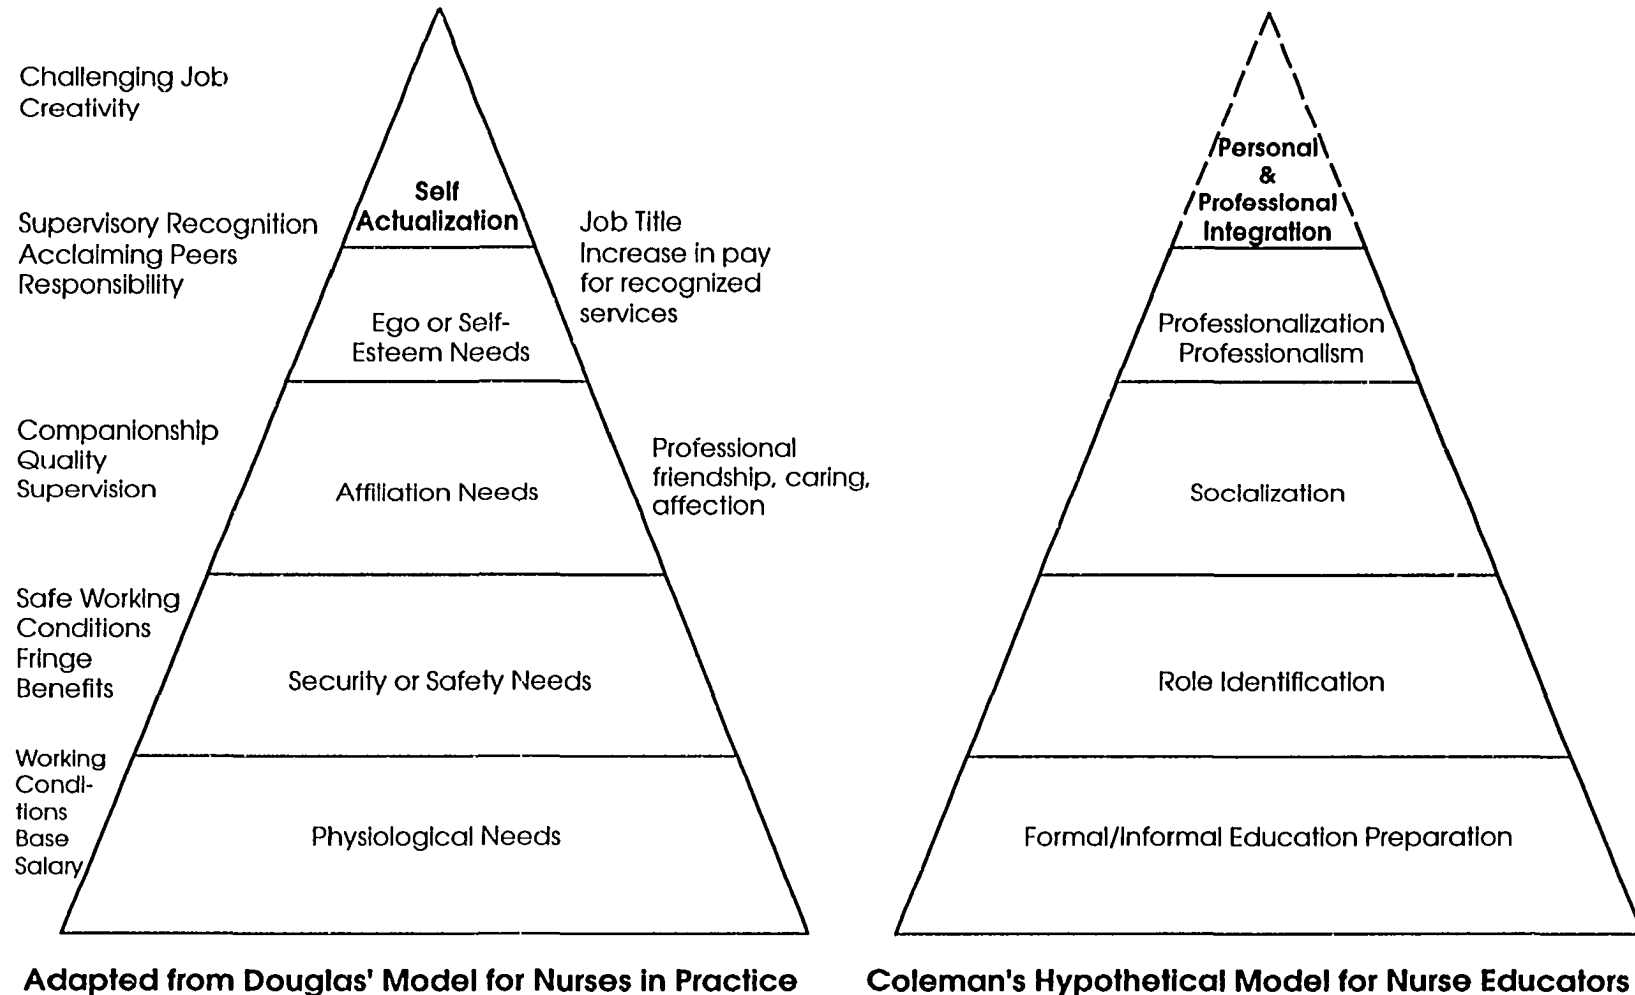 Challenging Job
Creativity
Self
Actualization
Supervisory Recognition
Acclaiming Peers
Responsibility
Job Title
Increase in pay
for recognized
services
Ego or Self-
Esteem Needs
Companionship
Quality
Supervision
Affiliation Needs
Professional
friendship, caring,
affection
Safe Working
Conditions
Fringe
Benefits
Security or Safety Needs
Working
Condi-
tions
Base
Salary
Physiological Needs
Adapted from Douglas' Model for Nurses in Practice
Personal
&
Professional
Integration
Professionalization
Professionalism
Socialization
Role Identification
Formal/Informal Education Preparation
Coleman's Hypothetical Model for Nurse Educators